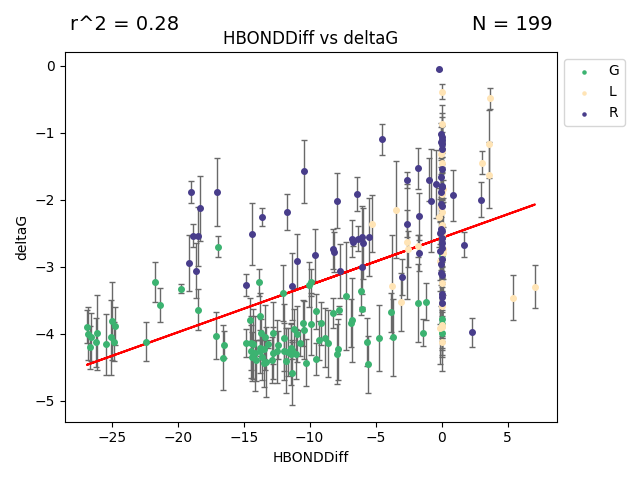 r^2 = 0.28
N = 199
HBONDDiff vs deltaG
G
L
R
0
−1
−2
−3
−4
−5
deltaG
−25 −20 −15 −10 −5 0 5
HBONDDiff